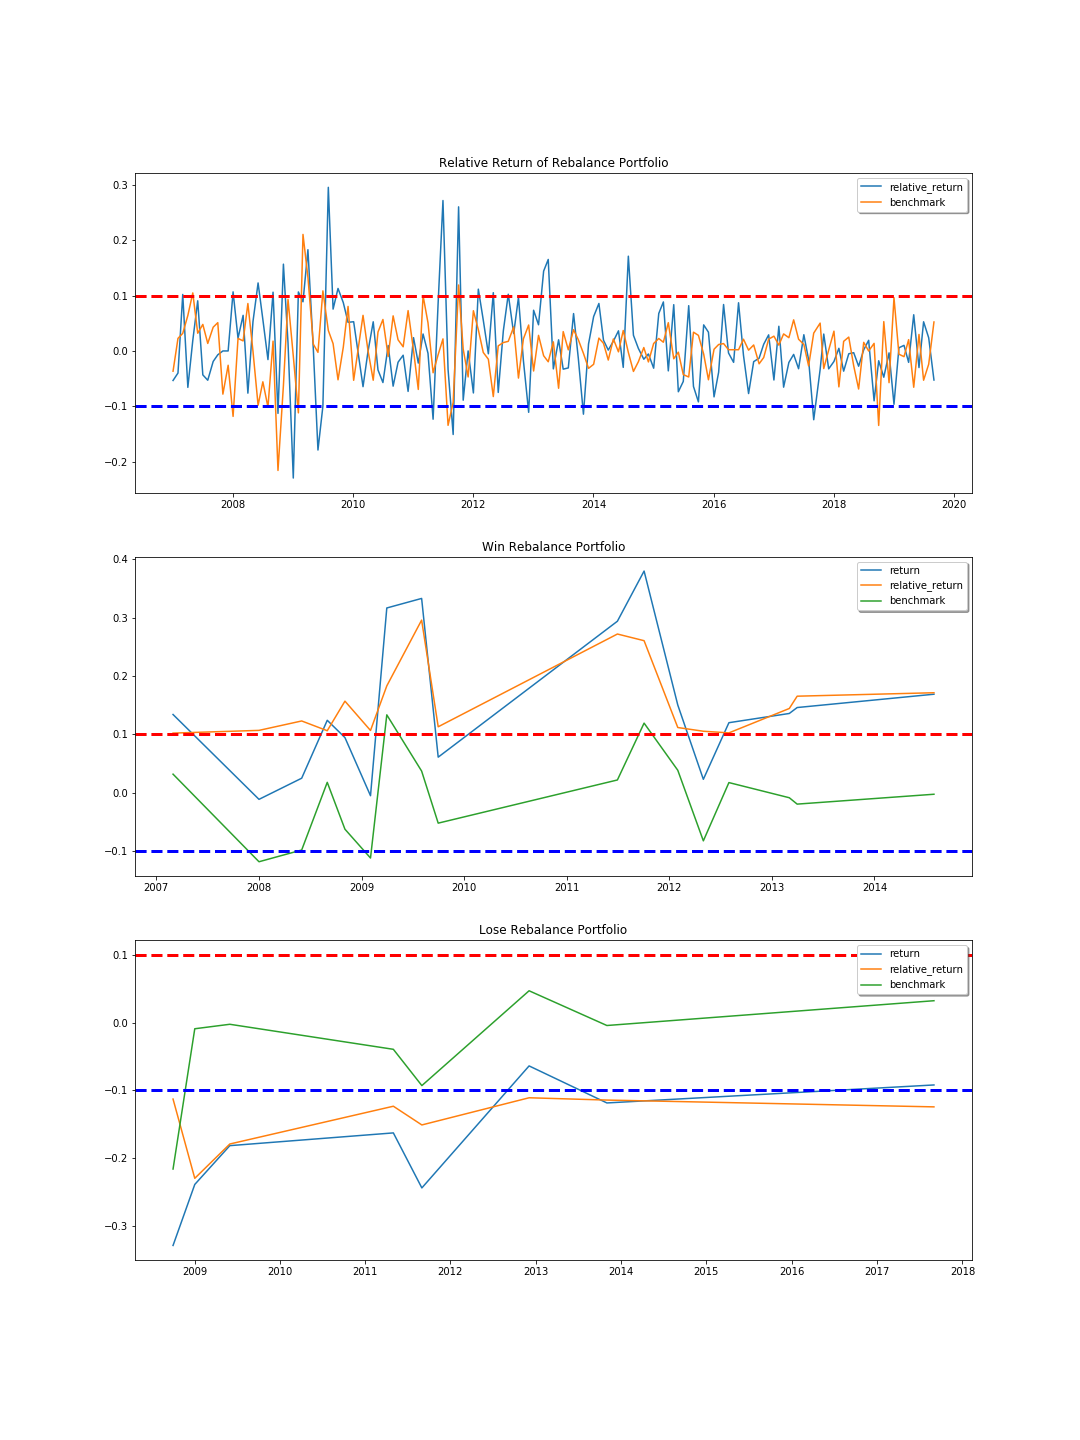 Relative Return of Rebalance Portfolio
relative_return
benchmark
0.3
0.2
0.1
0.0
−0.1
−0.2
2008 2010 2012 2014 2016 2018 2020
Win Rebalance Portfolio
return
relative_return
benchmark
0.4
0.3
0.2
0.1
0.0
−0.1
2007 2008 2009 2010 2011 2012 2013 2014
Lose Rebalance Portfolio
return
relative_return
benchmark
0.1
0.0
−0.1
−0.2
−0.3
2009 2010 2011 2012 2013 2014 2015 2016 2017 2018